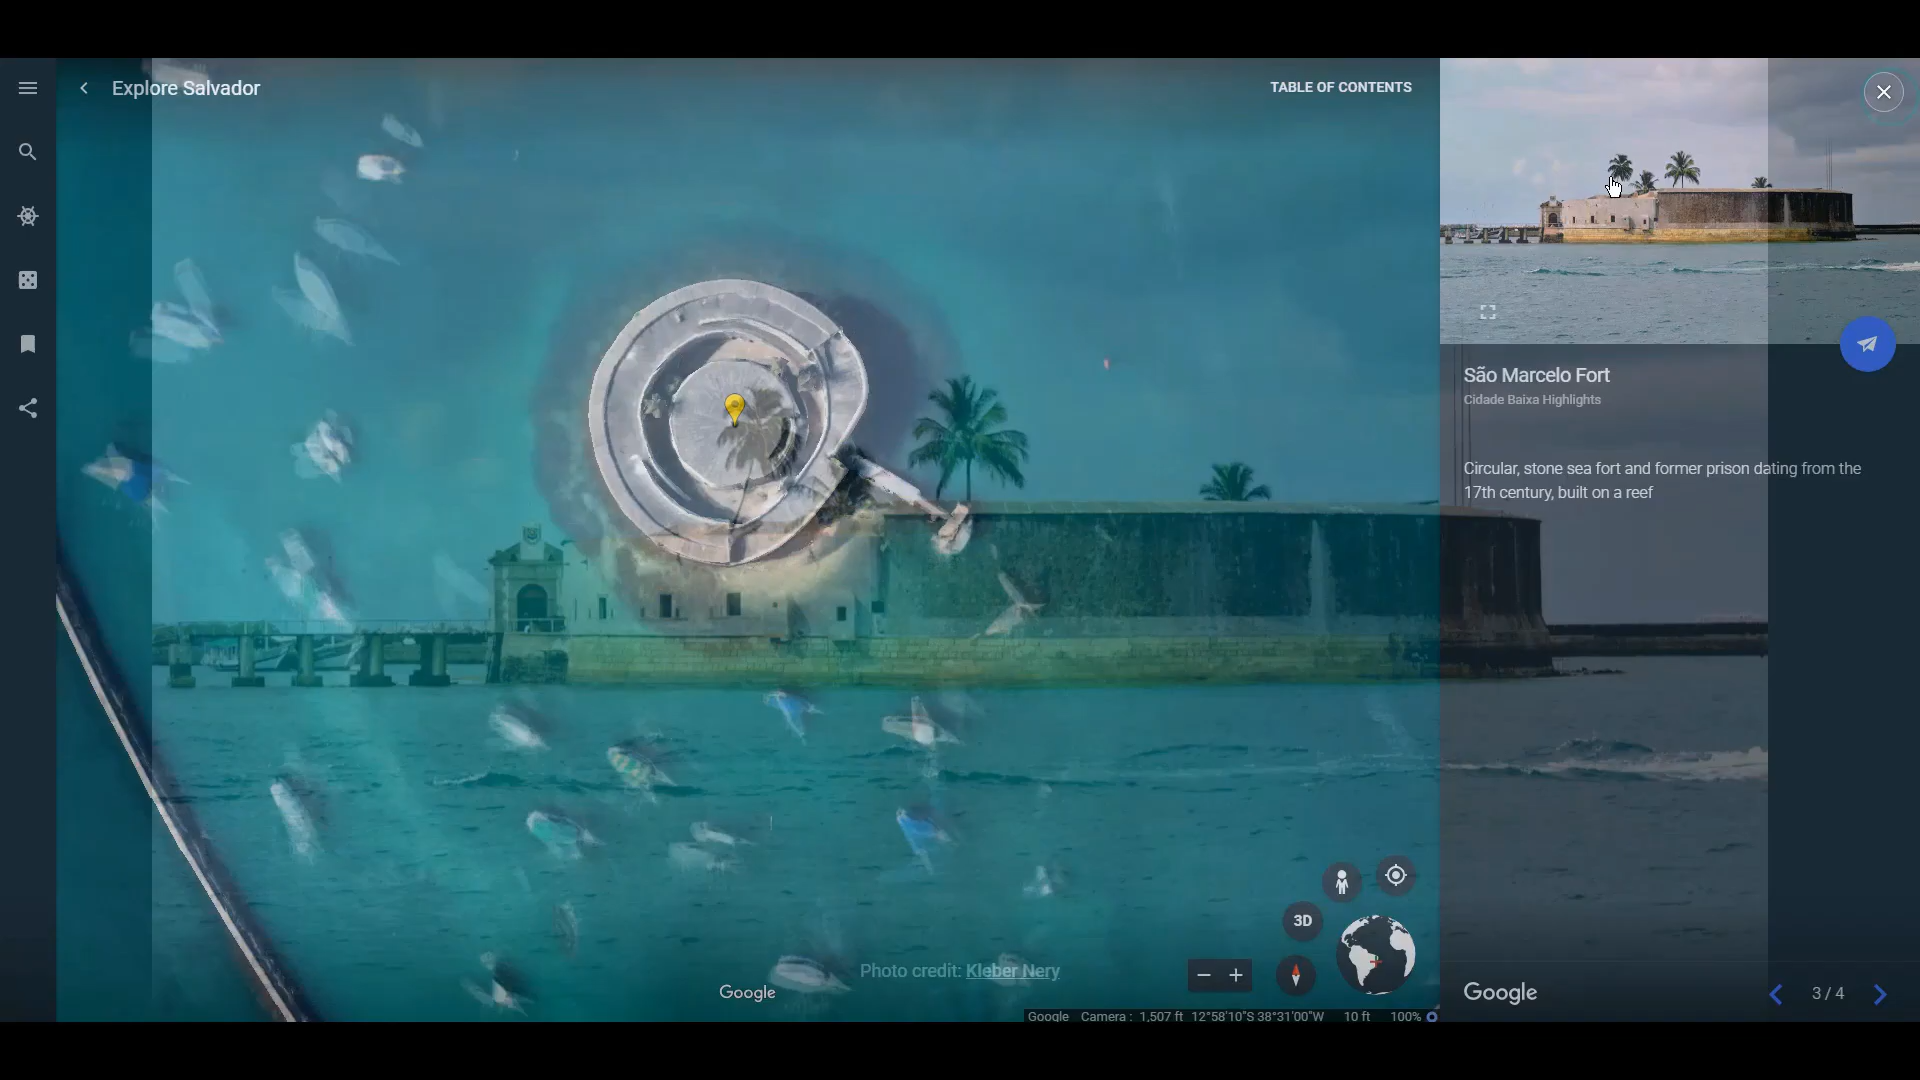 Explore Salvador
TABLE OF CONTENTS
São Marcelo Fort
Cidade Baixa Highlights
Circular, stone sea fort and former prison dating from the
17th century, built on a reef
3D
Photo credit: Kleber Nery
Google
Google
3 / 4
Google Camera : 1,507 ft 12°58'10"S 38°31'00"W 10 ft 100%